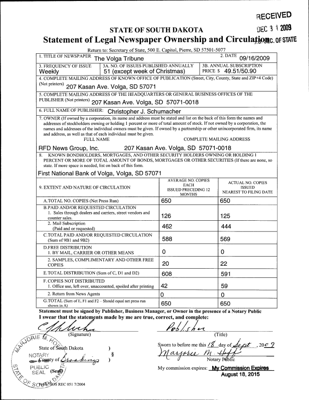 RECEIVED
DEC 31 2009
STATE OF SOUTH DAKOTA
Statement of Legal Newspaper Ownership and Circulation
SEC. OF STATE
Return to: Secretary of State, 500 E. Capitol, Pierre, SD 57501-5077
1. TITLE OF NEWSPAPER The Volga Tribune
2. DATE 09/16/2009
3. FREQUENCY OF ISSUE
Weekly
3A. NO. OF ISSUES PUBLISHED ANNUALLY
51 (except week of Christmas)
3B. ANNUAL SUBSCRIPTION
PRICE $ 49.51/50.90
4. COMPLETE MAILING ADDRESS OF KNOWN OFFICE OF PUBLICATION (Street, City, County, State and ZIP+4 Code)
(Not printers) 207 Kasan Ave. Volga, SD 57071
5. COMPLETE MAILING ADDRESS OF THE HEADQUARTERS OR GENERAL BUSINESS OFFICES OF THE
PUBLISHER (Not printers) 207 Kasan Ave. Volga, SD 57071-0018
6. FULL NAME OF PUBLISHER: Christopher J. Schumacher
7. OWNER (If owned by a corporation, its name and address must be stated and list on the back of this form the names and
addresses of stockholders owning or holding 1 percent or more of total amount of stock. If not owned by a corporation, the
names and addresses of the individual owners must be given. If owned by a partnership or other unincorporated firm, its name
and address, as well as that of each individual must be given.
FULL NAME COMPLETE MAILING ADDRESS
RFD News Group, Inc. 207 Kasan Ave. Volga, SD 57071-0018
8. KNOWN BONDHOLDERS, MORTGAGEES, AND OTHER SECURITY HOLDERS OWNING OR HOLDING 1
PERCENT OR MORE OF TOTAL AMOUNT OF BONDS, MORTGAGES OR OTHER SECURITIES (If there are none, so
state. If more space is needed, list on back of this form.
First National Bank of Volga, Volga, SD 57071
9. EXTENT AND NATURE OF CIRCULATION
AVERAGE NO. COPIES
EACH
ISSUES PRECEDING 12
MONTHS
ACTUAL NO. COPIES
ISSUED
NEAREST TO FILING DATE
A. TOTAL NO. COPIES (Net Press Run) 650 650
B. PAID AND/OR REQUESTED CIRCULATION
1. Sales through dealers and carriers, street vendors and
counter sales. 126 125
2. Mail Subscription
(Paid and/or requested) 462 444
C. TOTAL PAID AND/OR REQUESTED CIRCULATION
(Sum of 9B1 and 9B2) 588 569
D. FREE DISTRIBUTION
1. BY MAIL, CARRIER OR OTHER MEANS 0 0
2. SAMPLES, COMPLIMENTARY AND OTHER FREE
COPIES 20 22
E. TOTAL DISTRIBUTION (Sum of C, D1 and D2) 608 591
F. COPIES NOT DISTRIBUTED
1. Office use, left over, unaccounted, spoiled after printing 42 59
2. Return from News Agents 0 0
G. TOTAL (Sum of E, F1 and F2 - Should equal net press run
shown in A) 650 650
Statement must be signed by Publisher, Business Manager, or Owner in the presence of a Notary Public
I swear that the statements made by me are true, correct, and complete:
Publisher
(Signature) (Title)
State of South Dakota
County of Brookings
Sworn to before me this 18 day of Sept, 2009
Marjorie M
Notary Public
My commission expires: My Commission Expires
August 18, 2015
MARJORIE
NOTARY
PUBLIC
SEAL
REC 051 7/2004